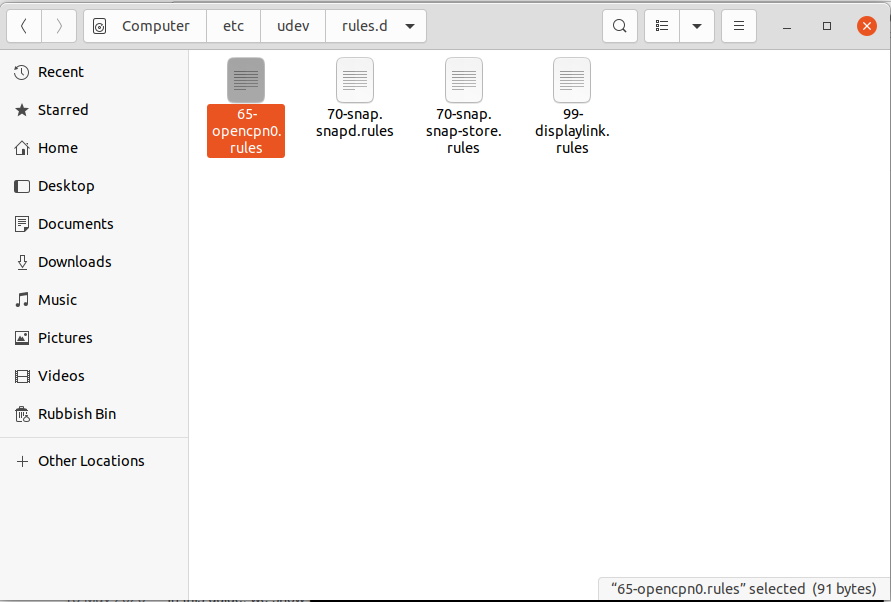 Computer
etc
udev
rules.d
Recent
Starred
Home
Desktop
Documents
Downloads
Music
Pictures
Videos
Rubbish Bin
Other Locations
65-
opencpn0.
rules
70-snap.
snapd.rules
70-snap.
snap-store.
rules
99-
displaylink.
rules
“65-opencpn0.rules” selected (91 bytes)